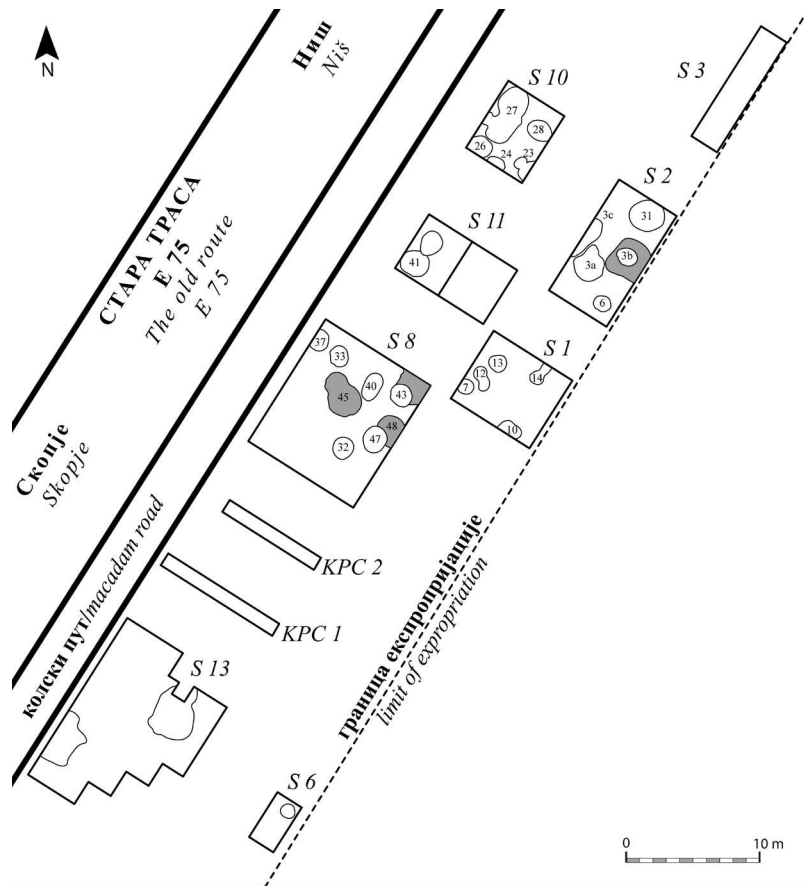 N
Ниш
Niš
СТАРА ТРАСА
E 75
The old route
E 75
Скопје
Skopje
колски пут/macadam road
S 3
S 10
27
28
26
24
23
S 2
3c
31
3b
3a
6
S 11
41
S 1
13
12
7
14
10
S 8
37
33
45
40
43
48
47
32
KPC 2
KPC 1
S 13
S 6
граница експропријације
limit of expropriation
0
10 m